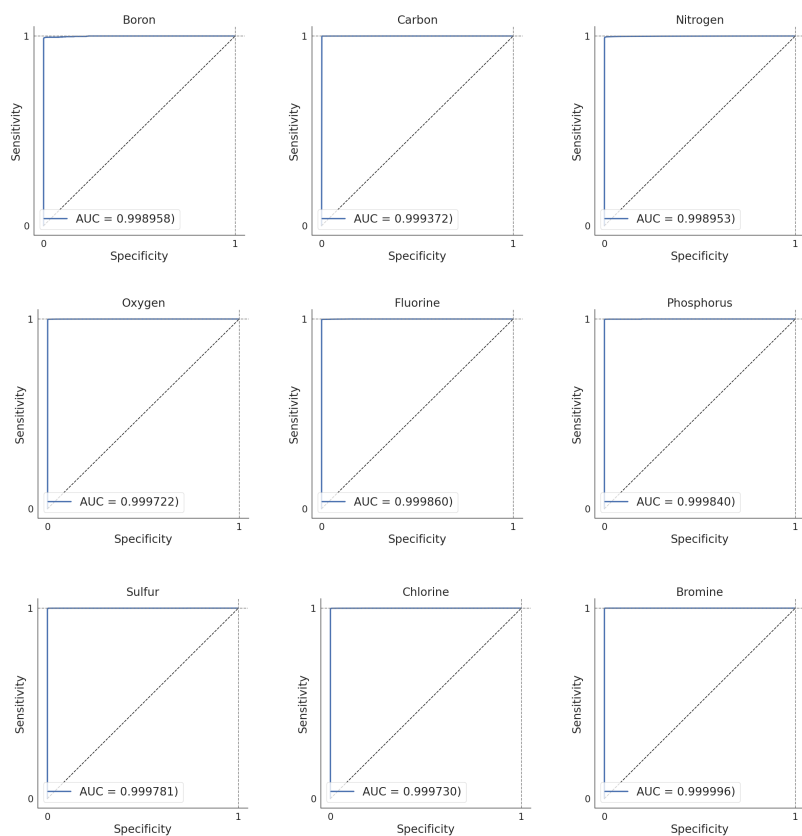 Boron
1
Sensitivity
AUC = 0.998958)
0
0 1
Specificity
Carbon
1
Sensitivity
AUC = 0.999372)
0
0 1
Specificity
Nitrogen
1
Sensitivity
AUC = 0.998953)
0
0 1
Specificity
Oxygen
1
Sensitivity
AUC = 0.999722)
0
0 1
Specificity
Fluorine
1
Sensitivity
AUC = 0.999860)
0
0 1
Specificity
Phosphorus
1
Sensitivity
AUC = 0.999840)
0
0 1
Specificity
Sulfur
1
Sensitivity
AUC = 0.999781)
0
0 1
Specificity
Chlorine
1
Sensitivity
AUC = 0.999730)
0
0 1
Specificity
Bromine
1
Sensitivity
AUC = 0.999996)
0
0 1
Specificity